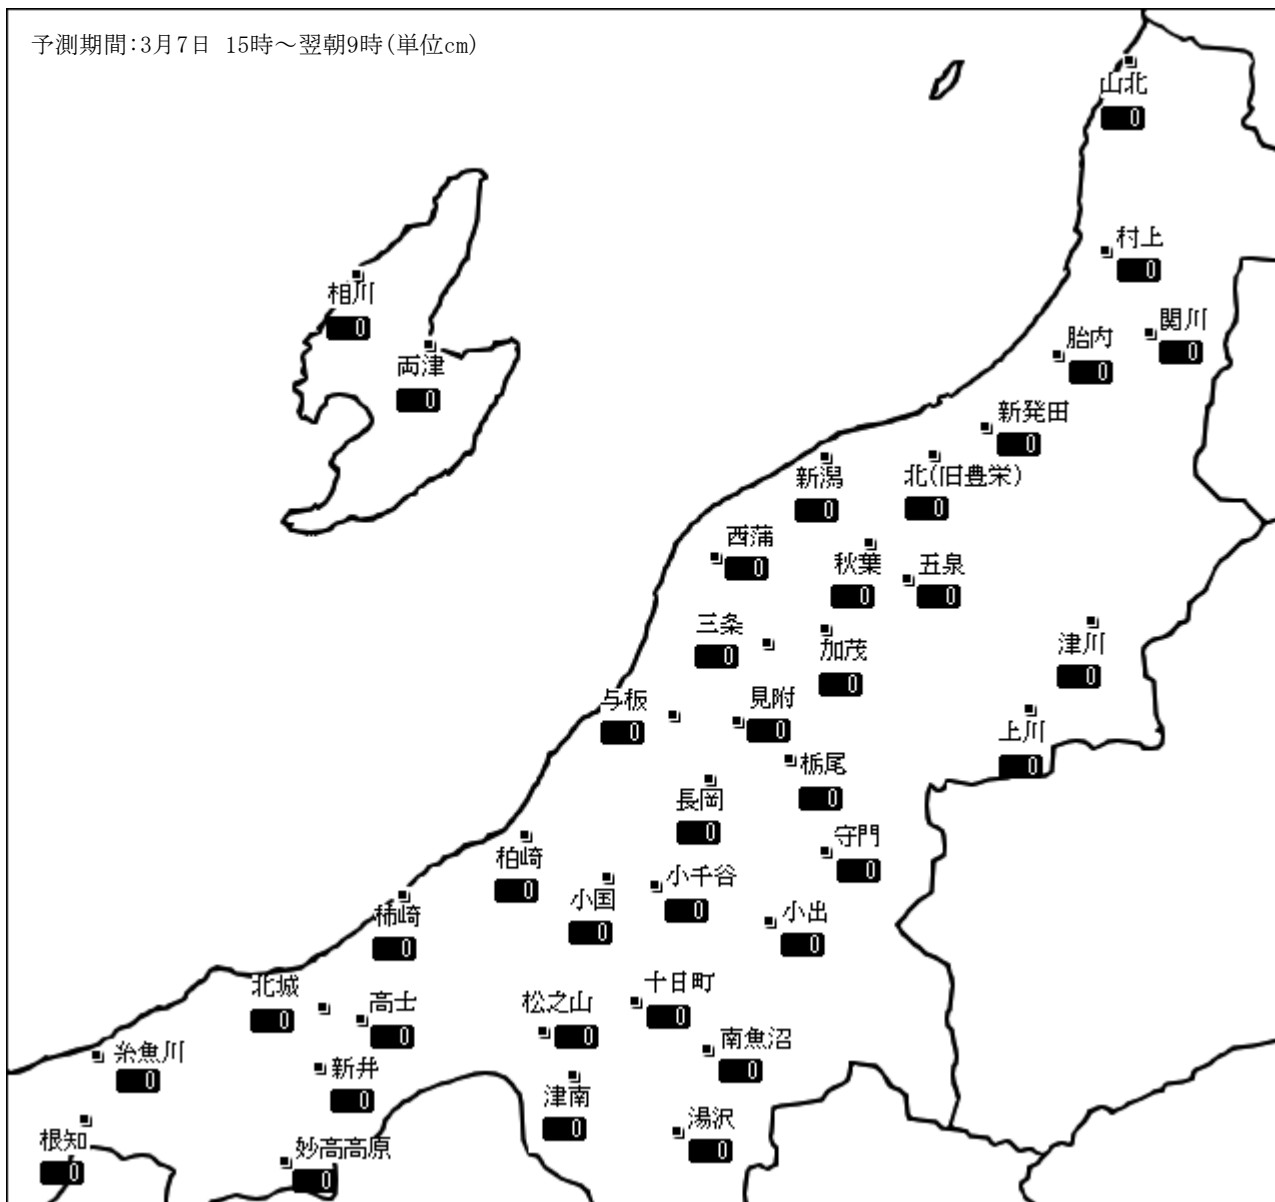 予測期間:3月7日 15時～翌朝9時(単位cm)
山北
0
村上
0
相川
0
関川
0
胎内
0
両津
0
新発田
0
新潟
0
北(旧豊栄)
0
西蒲
0
秋葉
0
五泉
0
三条
0
加茂
0
津川
0
与板
0
見附
0
上川
0
栃尾
0
長岡
0
守門
0
柏崎
0
小千谷
0
小国
0
柿崎
0
小出
0
北城
0
高士
0
松之山
0
十日町
0
糸魚川
0
新井
0
南魚沼
0
津南
0
湯沢
0
根知
0
妙高高原
0